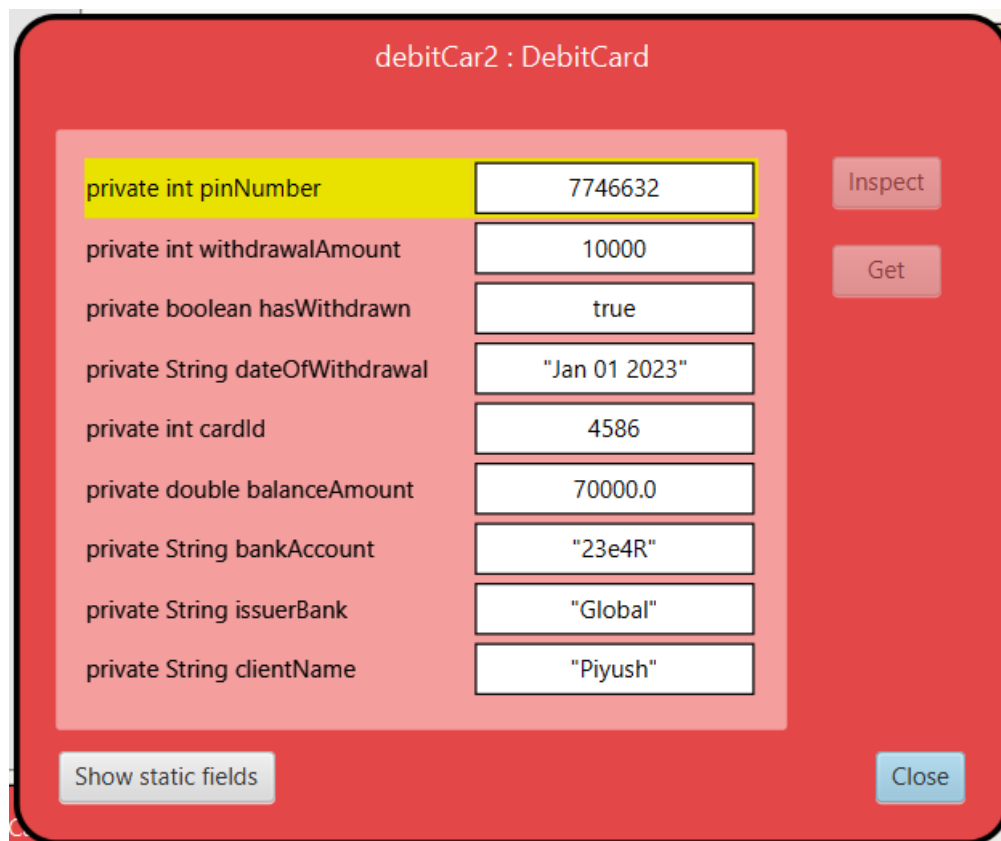 debitCar2 : DebitCard
private int pinNumber 7746632
Inspect
private int withdrawalAmount 10000
Get
private boolean hasWithdrawn true
private String dateOfWithdrawal "Jan 01 2023"
private int cardId 4586
private double balanceAmount 70000.0
private String bankAccount "23e4R"
private String issuerBank "Global"
private String clientName "Piyush"
Show static fields
Close